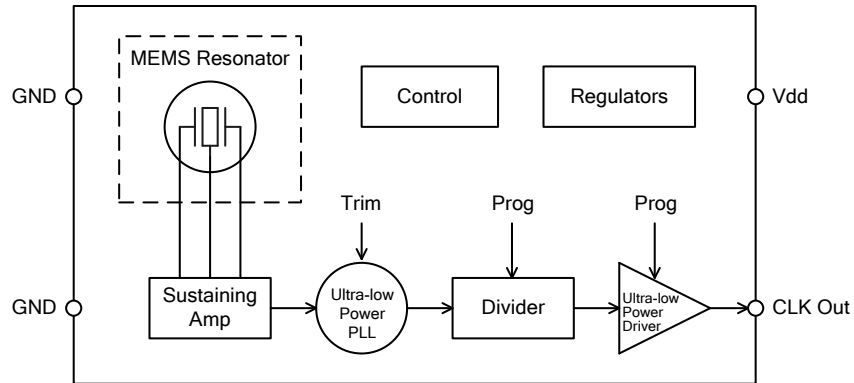 MEMS Resonator
GND
Control
Regulators
Vdd
Trim
Prog
Prog
GND
Sustaining
Amp
Ultra-low
Power
PLL
Divider
Ultra-low
Power
Driver
CLK Out